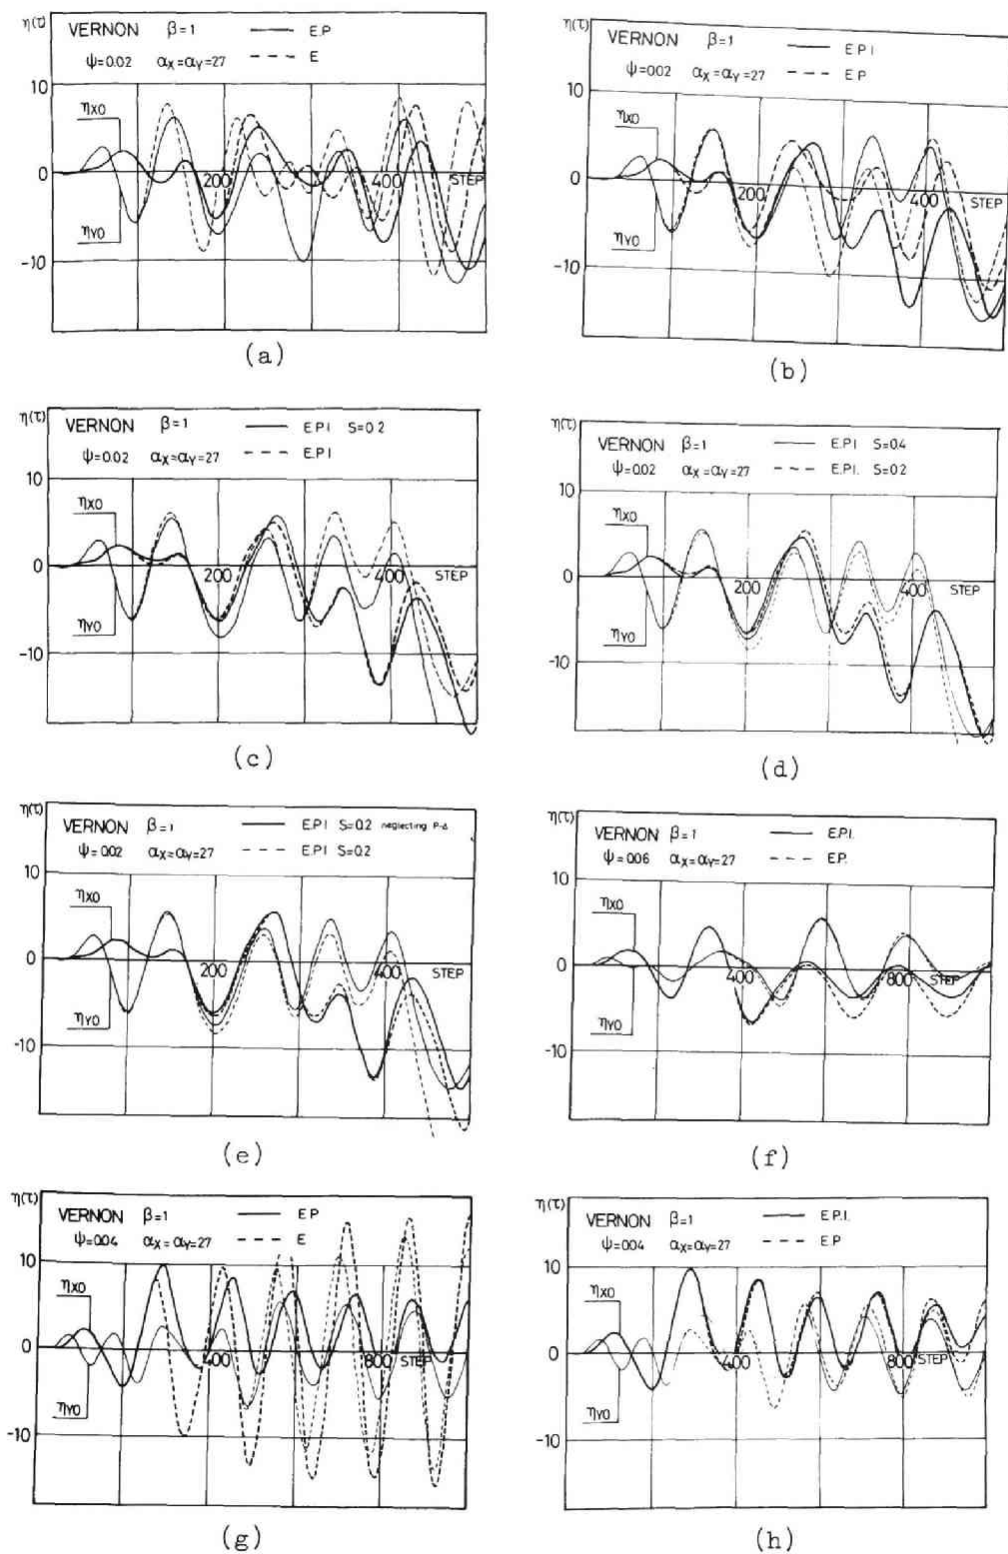 η(τ)
VERNON β=1 E.P
ψ=0.02 αX=αY=27 E
10
ηXO
0
200
400
STEP
ηYO
-10
(a)
VERNON β=1 E.P.I
ψ=002 αX=αY=27 E.P
10
ηXO
0
200
400
STEP
ηYO
-10
(b)
η(τ)
VERNON β=1 E.P.I S=0.2
ψ=0.02 αX=αY=27 E.P.I
10
ηXO
0
200
400
STEP
ηYO
-10
(c)
η(τ)
VERNON β=1 E.P.I S=0.4
ψ=0.02 αX=αY=27 E.P.I. S=0.2
10
ηXO
0
200
400
STEP
ηYO
-10
(d)
η(τ)
VERNON β=1 E.P.I S=0.2 neglecting P-Δ
ψ=0.02 αX=αY=27 E.P.I S=0.2
10
ηXO
0
200
400
STEP
ηYO
-10
(e)
η(τ)
VERNON β=1 E.P.I.
ψ=0.06 αX=αY=27 E.P.
10
ηXO
0
400
800
STEP
ηYO
-10
(f)
η(τ)
VERNON β=1 E.P
ψ=0.04 αX=αY=27 E
10
ηXO
0
400
800
STEP
ηYO
-10
(g)
η(τ)
VERNON β=1 E.P.I.
ψ=0.04 αX=αY=27 E.P
10
ηXO
0
400
800
STEP
ηYO
-10
(h)